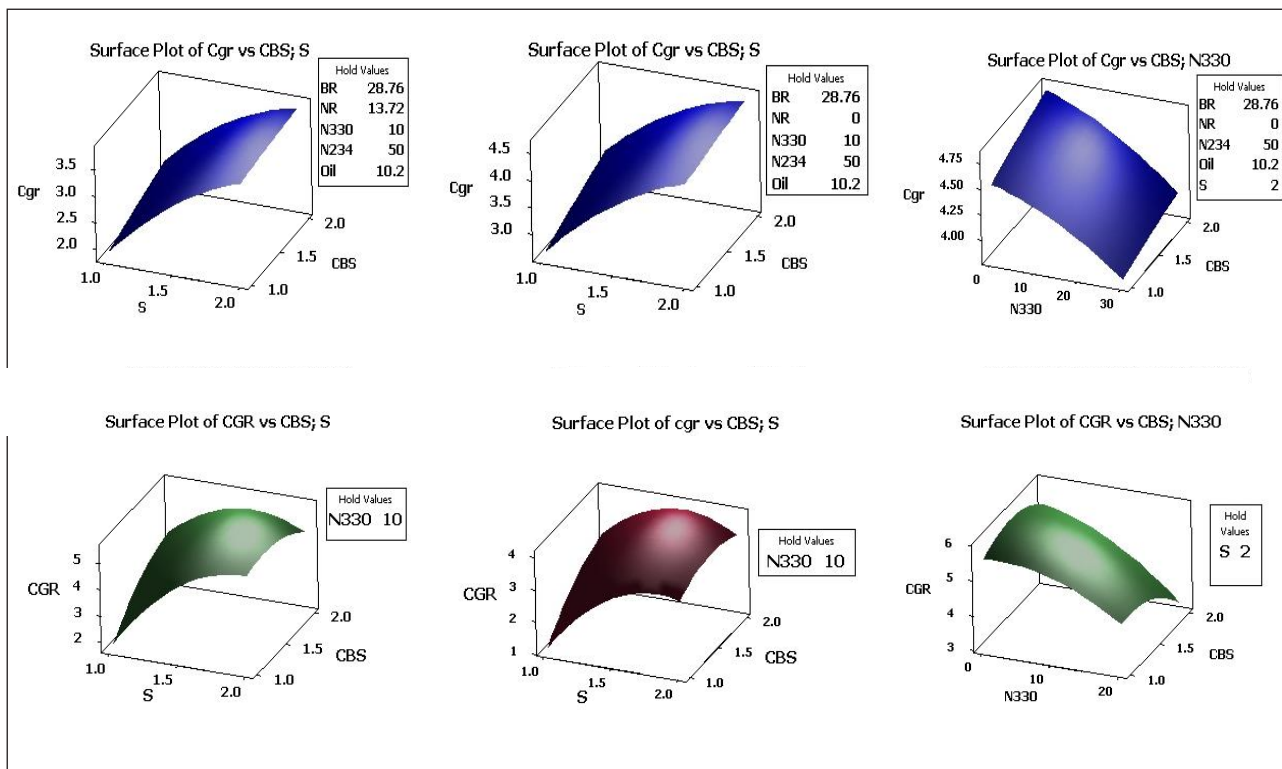 Surface Plot of Cgr vs CBS; S
Hold Values
BR 28.76
NR 13.72
N330 10
N234 50
Oil 10.2
3.5
3.0
2.5
2.0
Cgr
1.0
1.5
2.0
S
1.0
1.5
2.0
CBS
Surface Plot of Cgr vs CBS; S
Hold Values
BR 28.76
NR 0
N330 10
N234 50
Oil 10.2
4.5
4.0
3.5
3.0
Cgr
1.0
1.5
2.0
S
1.0
1.5
2.0
CBS
Surface Plot of Cgr vs CBS; N330
Hold Values
BR 28.76
NR 0
N234 50
Oil 10.2
S 2
4.75
4.50
4.25
4.00
Cgr
0
10
20
30
N330
1.0
1.5
2.0
CBS
Surface Plot of CGR vs CBS; S
Hold Values
N330 10
5
4
3
2
CGR
1.0
1.5
2.0
S
1.0
1.5
2.0
CBS
Surface Plot of cgr vs CBS; S
Hold Values
N330 10
4
3
2
1
CGR
1.0
1.5
2.0
S
1.0
1.5
2.0
CBS
Surface Plot of CGR vs CBS; N330
Hold
Values
S 2
6
5
4
3
CGR
0
10
20
N330
1.0
1.5
2.0
CBS